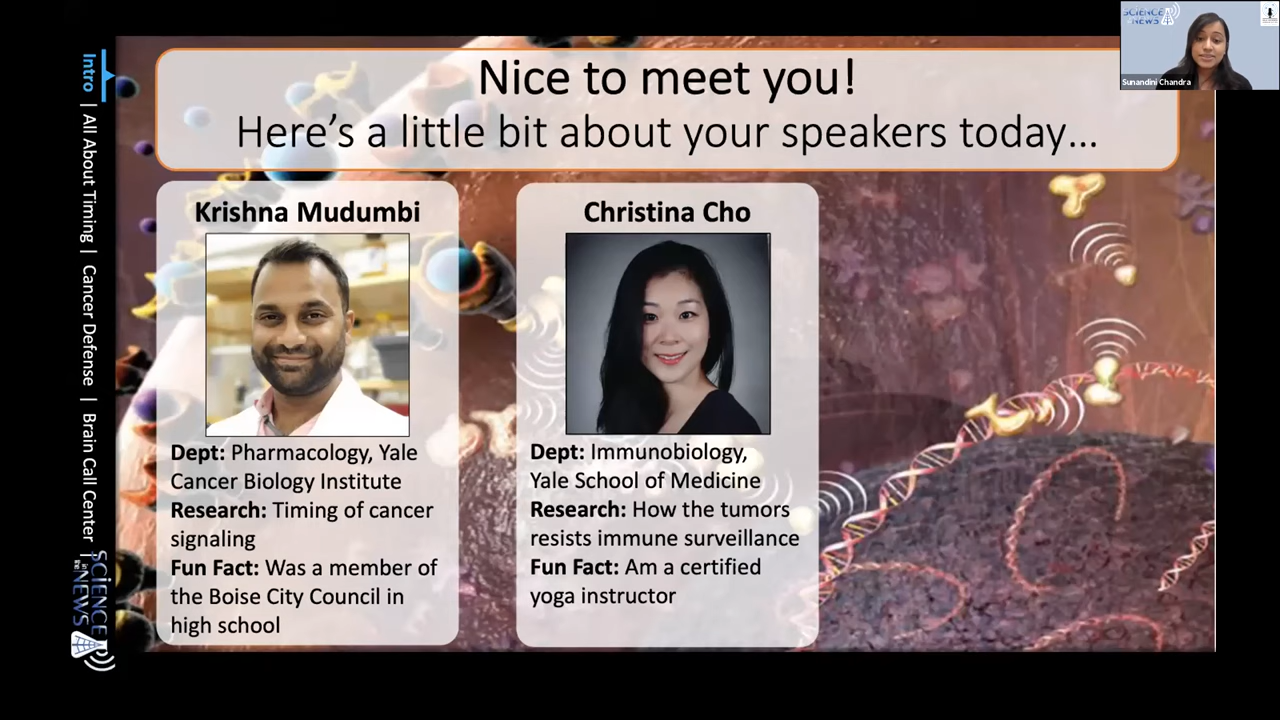 Nice to meet you!
Here's a little bit about your speakers today...
Krishna Mudumbi
Dept: Pharmacology, Yale
Cancer Biology Institute
Research: Timing of cancer
signaling
Fun Fact: Was a member of
the Boise City Council in
high school
Christina Cho
Dept: Immunobiology,
Yale School of Medicine
Research: How the tumors
resists immune surveillance
Fun Fact: Am a certified
yoga instructor
Intro | All About Timing | Cancer Defense | Brain Call Center |
SCIENCE
in the
NEWS
SCIENCE
NEWS
Sunandini Chandra